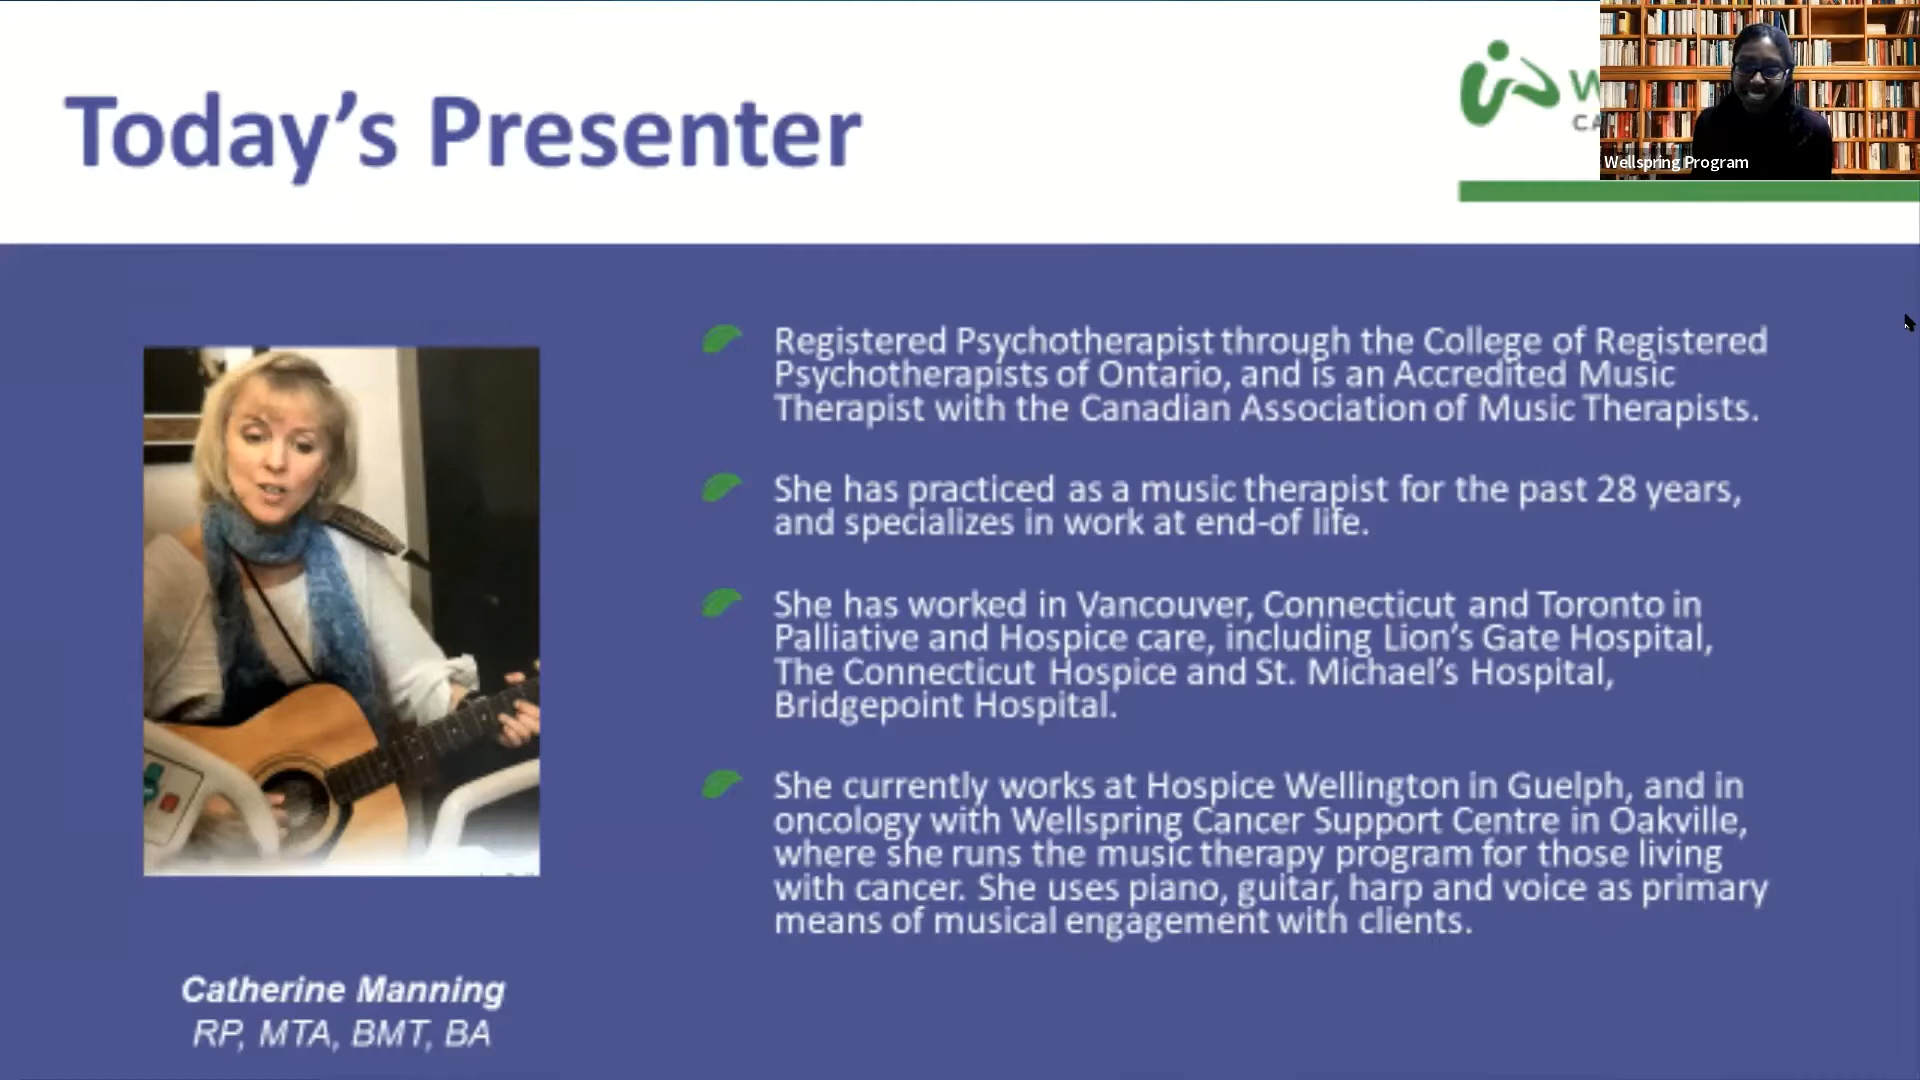 Today's Presenter
W
CA
Wellspring Program
Registered Psychotherapist through the College of Registered
Psychotherapists of Ontario, and is an Accredited Music
Therapist with the Canadian Association of Music Therapists.
She has practiced as a music therapist for the past 28 years,
and specializes in work at end-of life.
She has worked in Vancouver, Connecticut and Toronto in
Palliative and Hospice care, including Lion's Gate Hospital,
The Connecticut Hospice and St. Michael's Hospital,
Bridgepoint Hospital.
She currently works at Hospice Wellington in Guelph, and in
oncology with Wellspring Cancer Support Centre in Oakville,
where she runs the music therapy program for those living
with cancer. She uses piano, guitar, harp and voice as primary
means of musical engagement with clients.
Catherine Manning
RP, MTA, BMT, BA